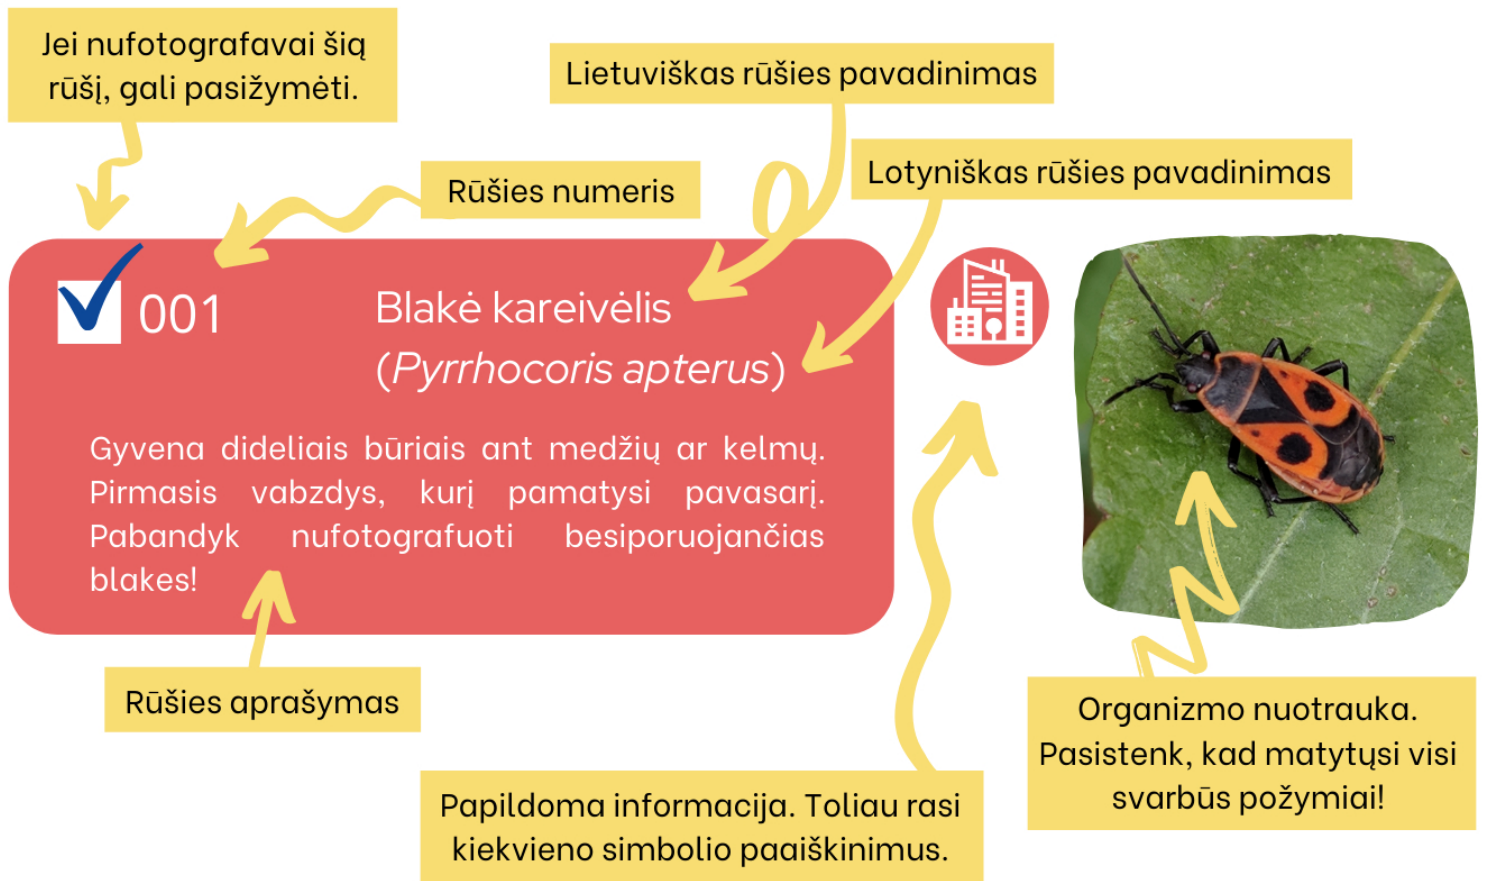 Jei nufotografavai šią
rūšį, gali pasižymėti.
Lietuviškas rūšies pavadinimas
Lotyniškas rūšies pavadinimas
Rūšies numeris
001
Blakė kareivėlis
(Pyrrhocoris apterus)
Gyvena dideliais būriais ant medžių ar kelmų.
Pirmasis vabzdys, kurį pamatysi pavasarį.
Pabandyk nufotografuoti besiporuojančias
blakes!
Rūšies aprašymas
Papildoma informacija. Toliau rasi
kiekvieno simbolio paaiškinimus.
Organizmo nuotrauka.
Pasistenk, kad matytųsi visi
svarbūs požymiai!